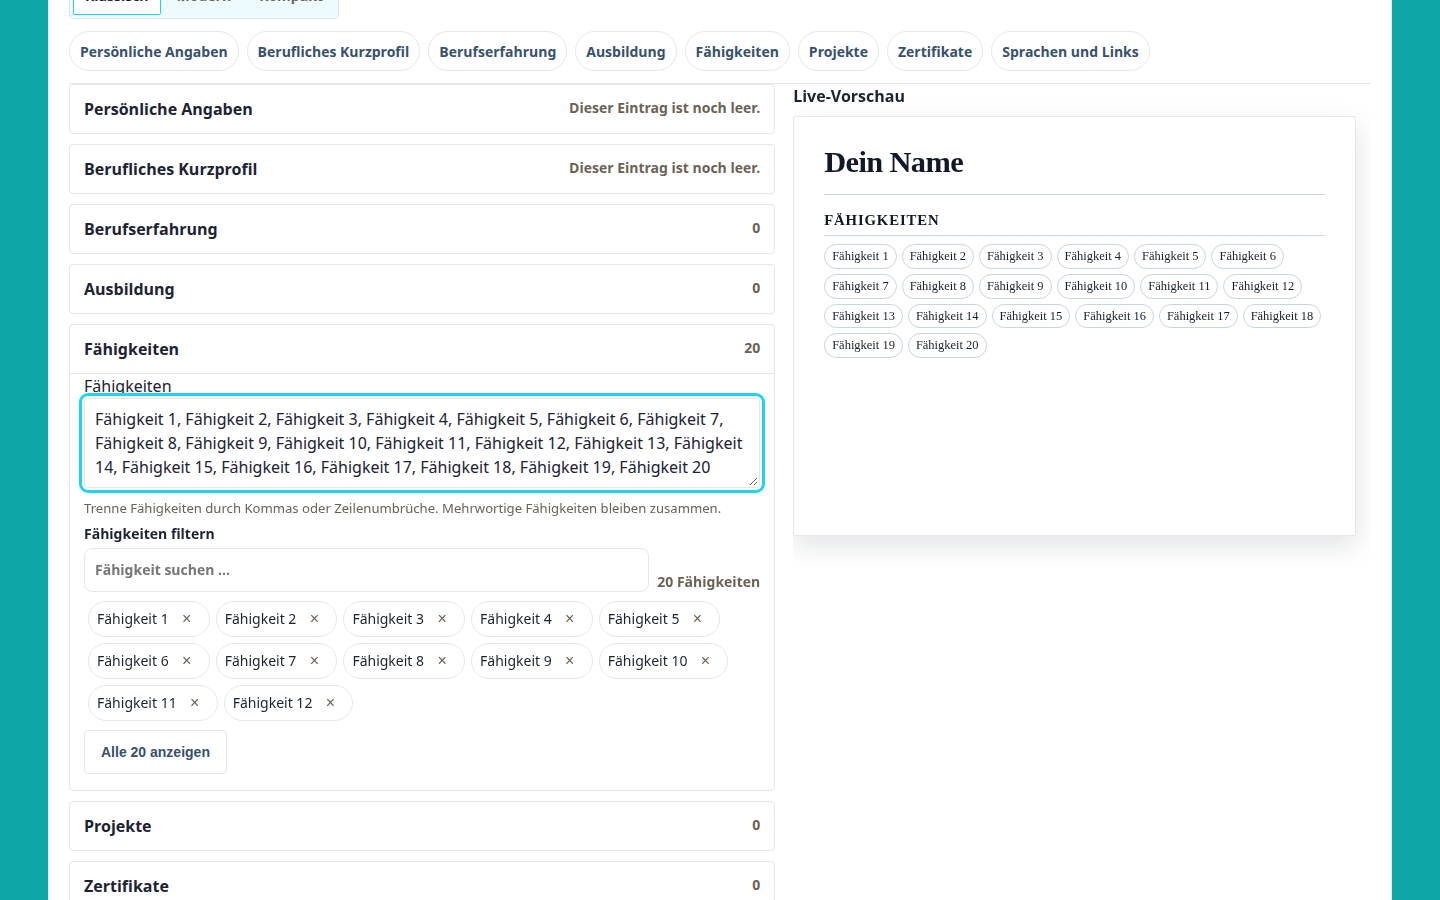 Persönliche Angaben
Berufliches Kurzprofil
Berufserfahrung
Ausbildung
Fähigkeiten
Projekte
Zertifikate
Sprachen und Links
Persönliche Angaben
Dieser Eintrag ist noch leer.
Berufliches Kurzprofil
Dieser Eintrag ist noch leer.
Berufserfahrung
0
Ausbildung
0
Fähigkeiten
20
Fähigkeiten
Fähigkeit 1, Fähigkeit 2, Fähigkeit 3, Fähigkeit 4, Fähigkeit 5, Fähigkeit 6, Fähigkeit 7,
Fähigkeit 8, Fähigkeit 9, Fähigkeit 10, Fähigkeit 11, Fähigkeit 12, Fähigkeit 13, Fähigkeit
14, Fähigkeit 15, Fähigkeit 16, Fähigkeit 17, Fähigkeit 18, Fähigkeit 19, Fähigkeit 20
Trenne Fähigkeiten durch Kommas oder Zeilenumbrüche. Mehrwortige Fähigkeiten bleiben zusammen.
Fähigkeiten filtern
Fähigkeit suchen ...
20 Fähigkeiten
Fähigkeit 1 × Fähigkeit 2 × Fähigkeit 3 × Fähigkeit 4 × Fähigkeit 5 ×
Fähigkeit 6 × Fähigkeit 7 × Fähigkeit 8 × Fähigkeit 9 × Fähigkeit 10 ×
Fähigkeit 11 × Fähigkeit 12 ×
Alle 20 anzeigen
Projekte
0
Zertifikate
0
Live-Vorschau
Dein Name
FÄHIGKEITEN
Fähigkeit 1 Fähigkeit 2 Fähigkeit 3 Fähigkeit 4 Fähigkeit 5 Fähigkeit 6
Fähigkeit 7 Fähigkeit 8 Fähigkeit 9 Fähigkeit 10 Fähigkeit 11 Fähigkeit 12
Fähigkeit 13 Fähigkeit 14 Fähigkeit 15 Fähigkeit 16 Fähigkeit 17 Fähigkeit 18
Fähigkeit 19 Fähigkeit 20